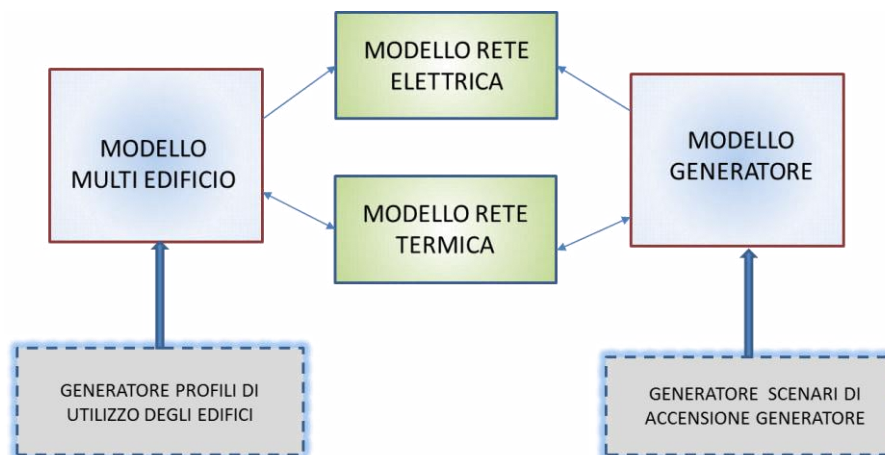 MODELLO RETE
ELETTRICA
MODELLO
MULTI EDIFICIO
MODELLO
GENERATORE
MODELLO RETE
TERMICA
GENERATORE PROFILI DI
UTILIZZO DEGLI EDIFICI
GENERATORE SCENARI DI
ACCENSIONE GENERATORE